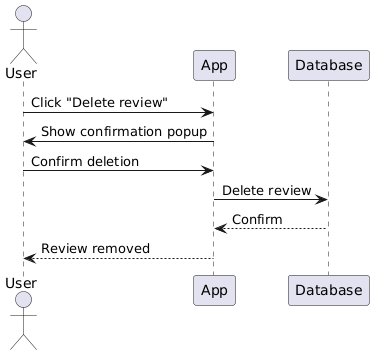 User
App
Database
Click "Delete review"
Show confirmation popup
Confirm deletion
Delete review
Confirm
Review removed
User
App
Database